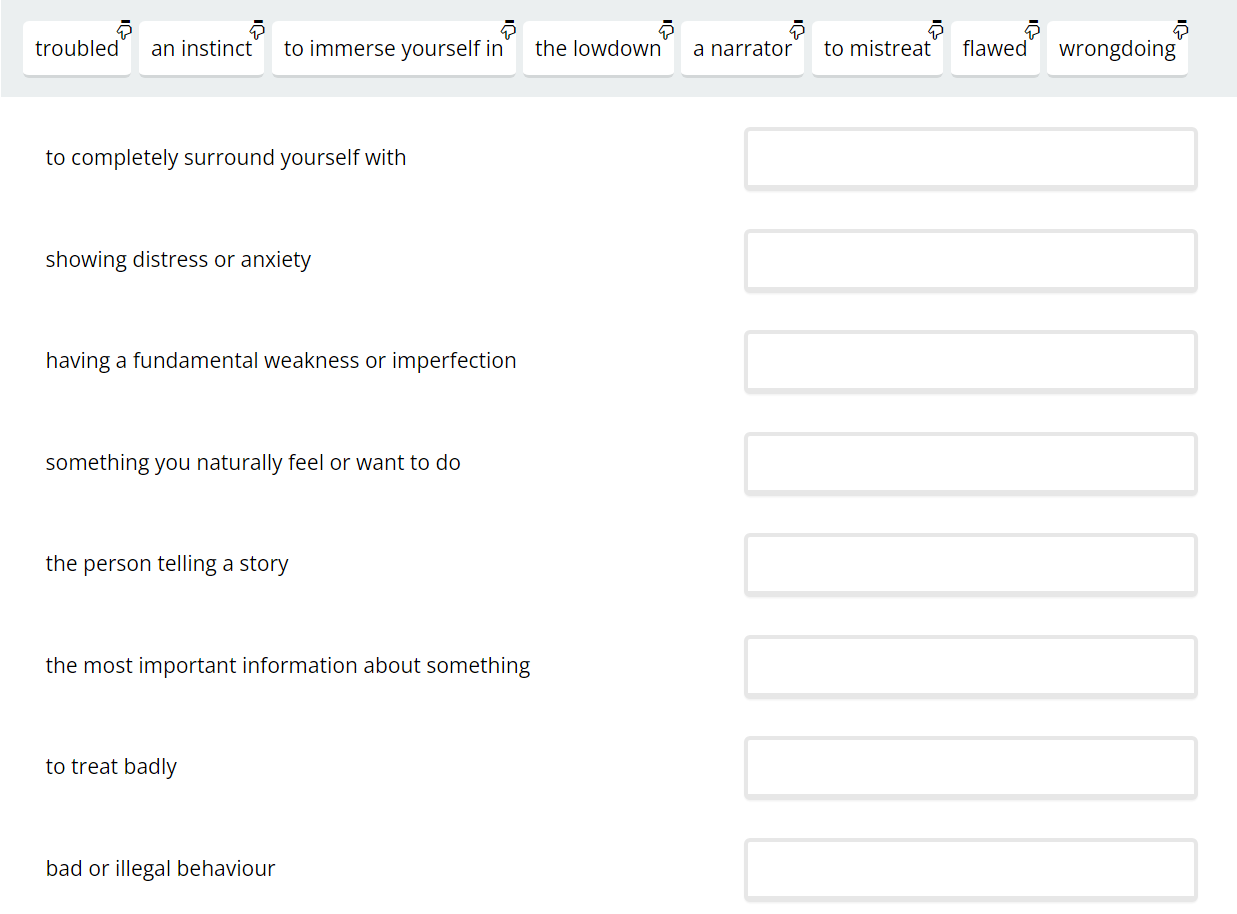 troubled an instinct to immerse yourself in the lowdown a narrator to mistreat flawed wrongdoing
to completely surround yourself with
showing distress or anxiety
having a fundamental weakness or imperfection
something you naturally feel or want to do
the person telling a story
the most important information about something
to treat badly
bad or illegal behaviour